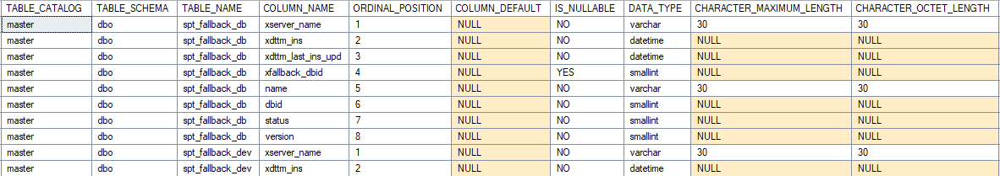 TABLE_CATALOG TABLE_SCHEMA TABLE_NAME COLUMN_NAME ORDINAL_POSITION COLUMN_DEFAULT IS_NULLABLE DATA_TYPE CHARACTER_MAXIMUM_LENGTH CHARACTER_OCTET_LENGTH
master dbo spt_fallback_db xserver_name 1 NULL NO varchar 30 30
master dbo spt_fallback_db xdttm_ins 2 NULL NO datetime NULL NULL
master dbo spt_fallback_db xdttm_last_ins_upd 3 NULL NO datetime NULL NULL
master dbo spt_fallback_db xfallback_dbid 4 NULL YES smallint NULL NULL
master dbo spt_fallback_db name 5 NULL NO varchar 30 30
master dbo spt_fallback_db dbid 6 NULL NO smallint NULL NULL
master dbo spt_fallback_db status 7 NULL NO smallint NULL NULL
master dbo spt_fallback_db version 8 NULL NO smallint NULL NULL
master dbo spt_fallback_dev xserver_name 1 NULL NO varchar 30 30
master dbo spt_fallback_dev xdttm_ins 2 NULL NO datetime NULL NULL